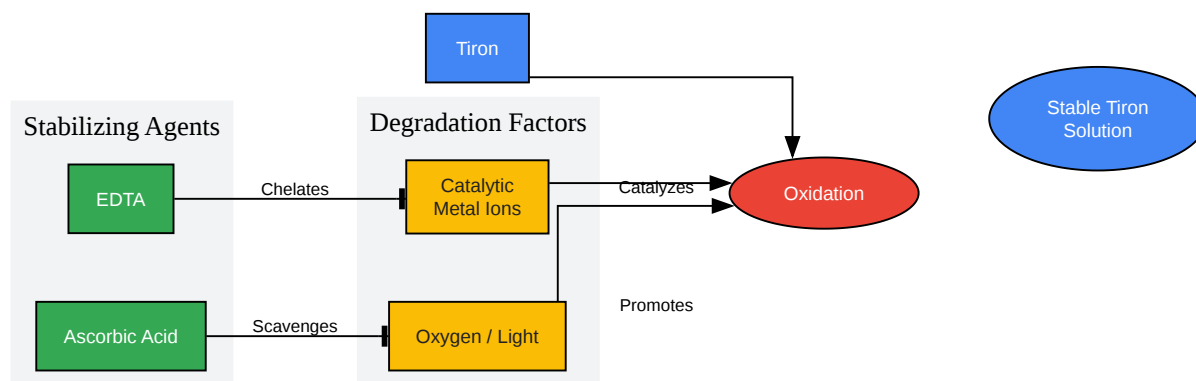 Tiron
Stable Tiron
Solution
Stabilizing Agents
Degradation Factors
EDTA
Chelates
Catalytic
Metal Ions
Catalyzes
Oxidation
Ascorbic Acid
Scavenges
Oxygen / Light
Promotes